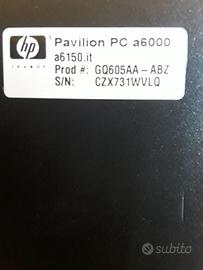 hp
invent
Pavilion PC a6000
a6150.it
Prod #: GQ605AA-ABZ
S/N: CZX731WVLQ
subito